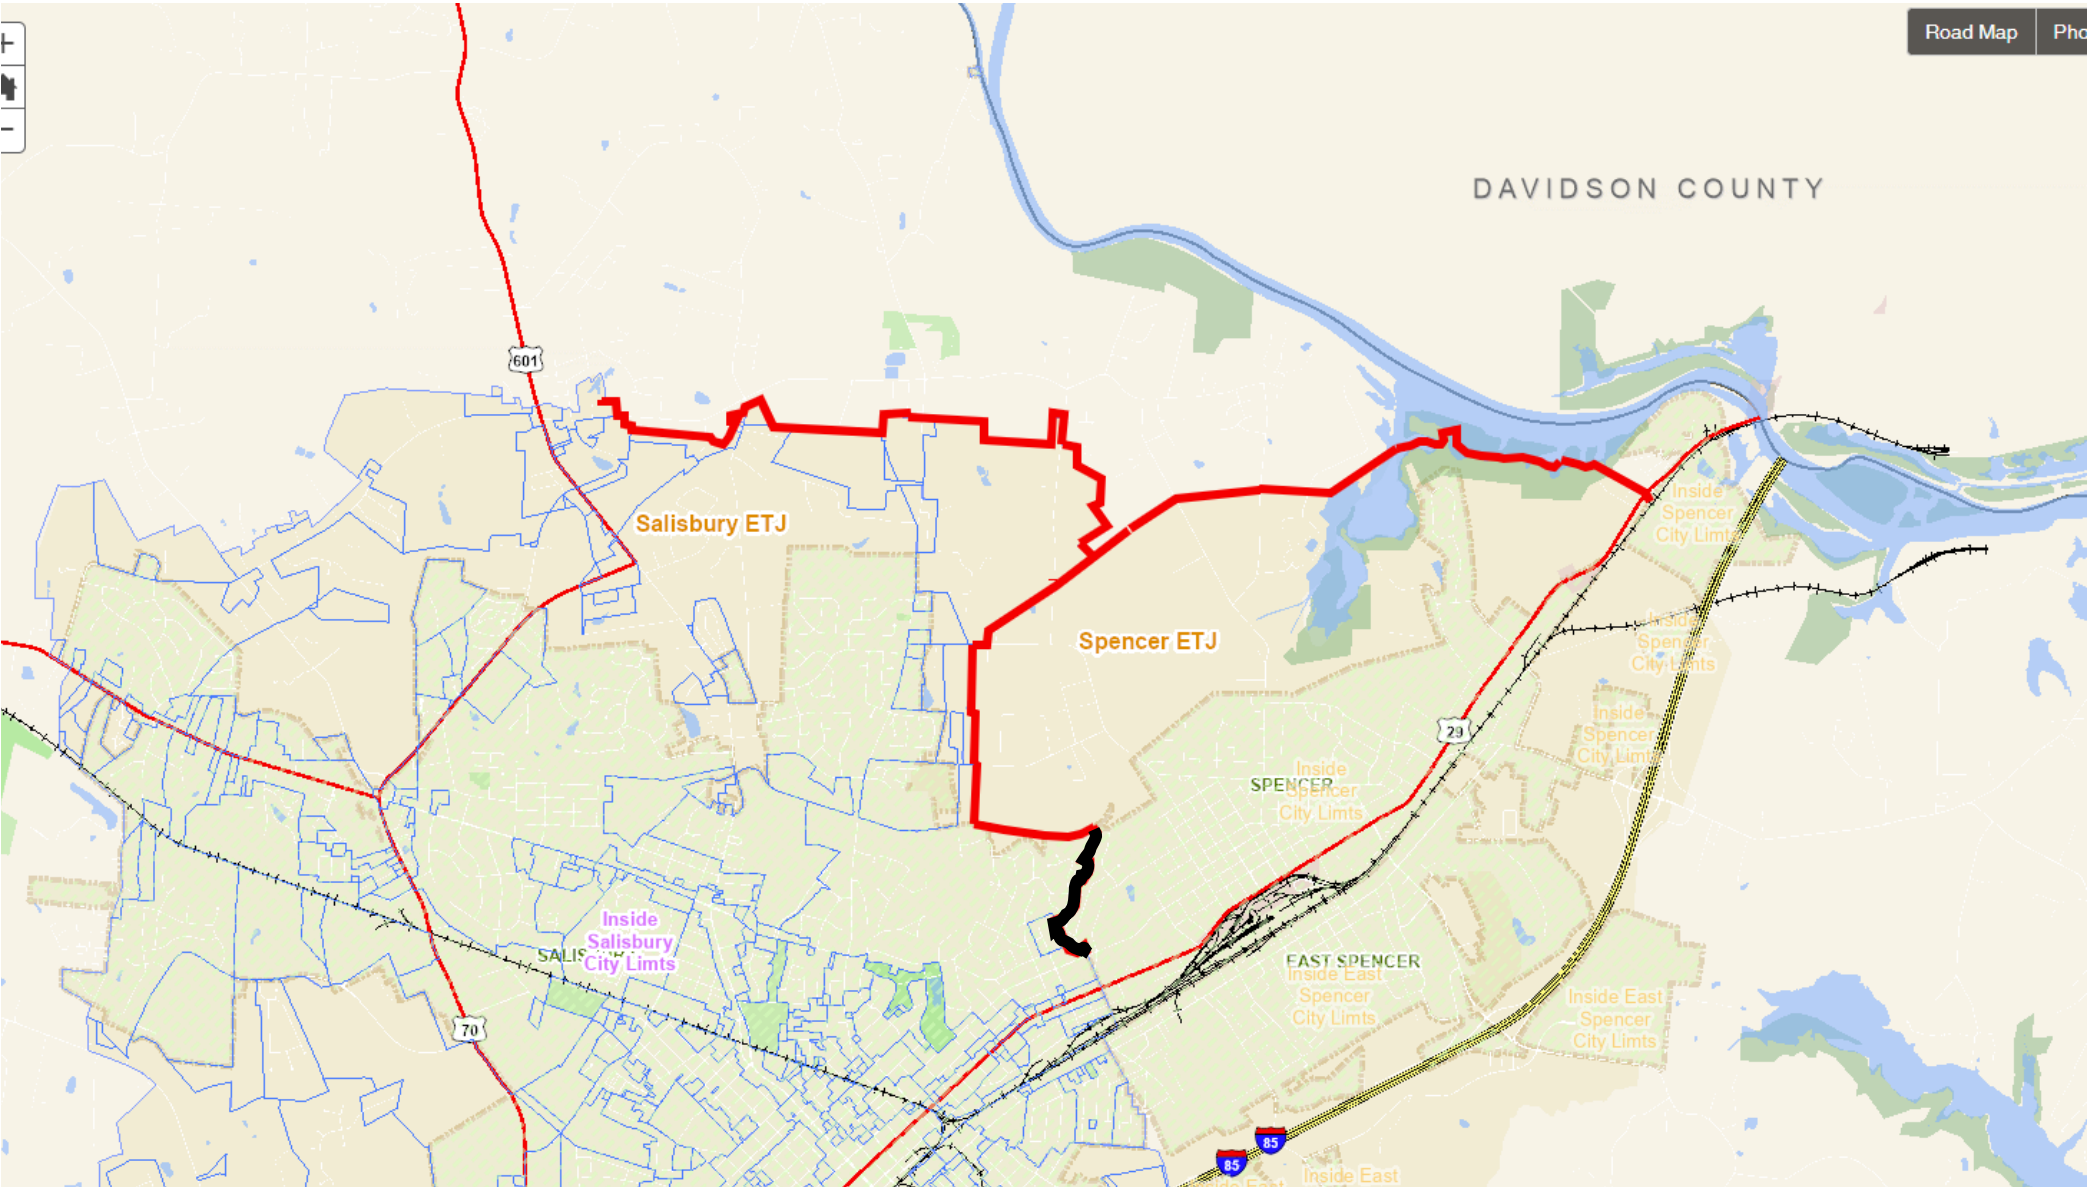 +
Road Map
Pho
−
DAVIDSON COUNTY
601
Salisbury ETJ
Inside
Spencer
City Limts
Spencer ETJ
Inside
Spencer
City Limts
Inside
Spencer
City Limts
29
SPENCER
Inside
Spencer
City Limts
Inside
Salisbury
City Limts
EAST SPENCER
Inside East
Spencer
City Limts
Inside East
Spencer
City Limts
70
85
85
Inside East